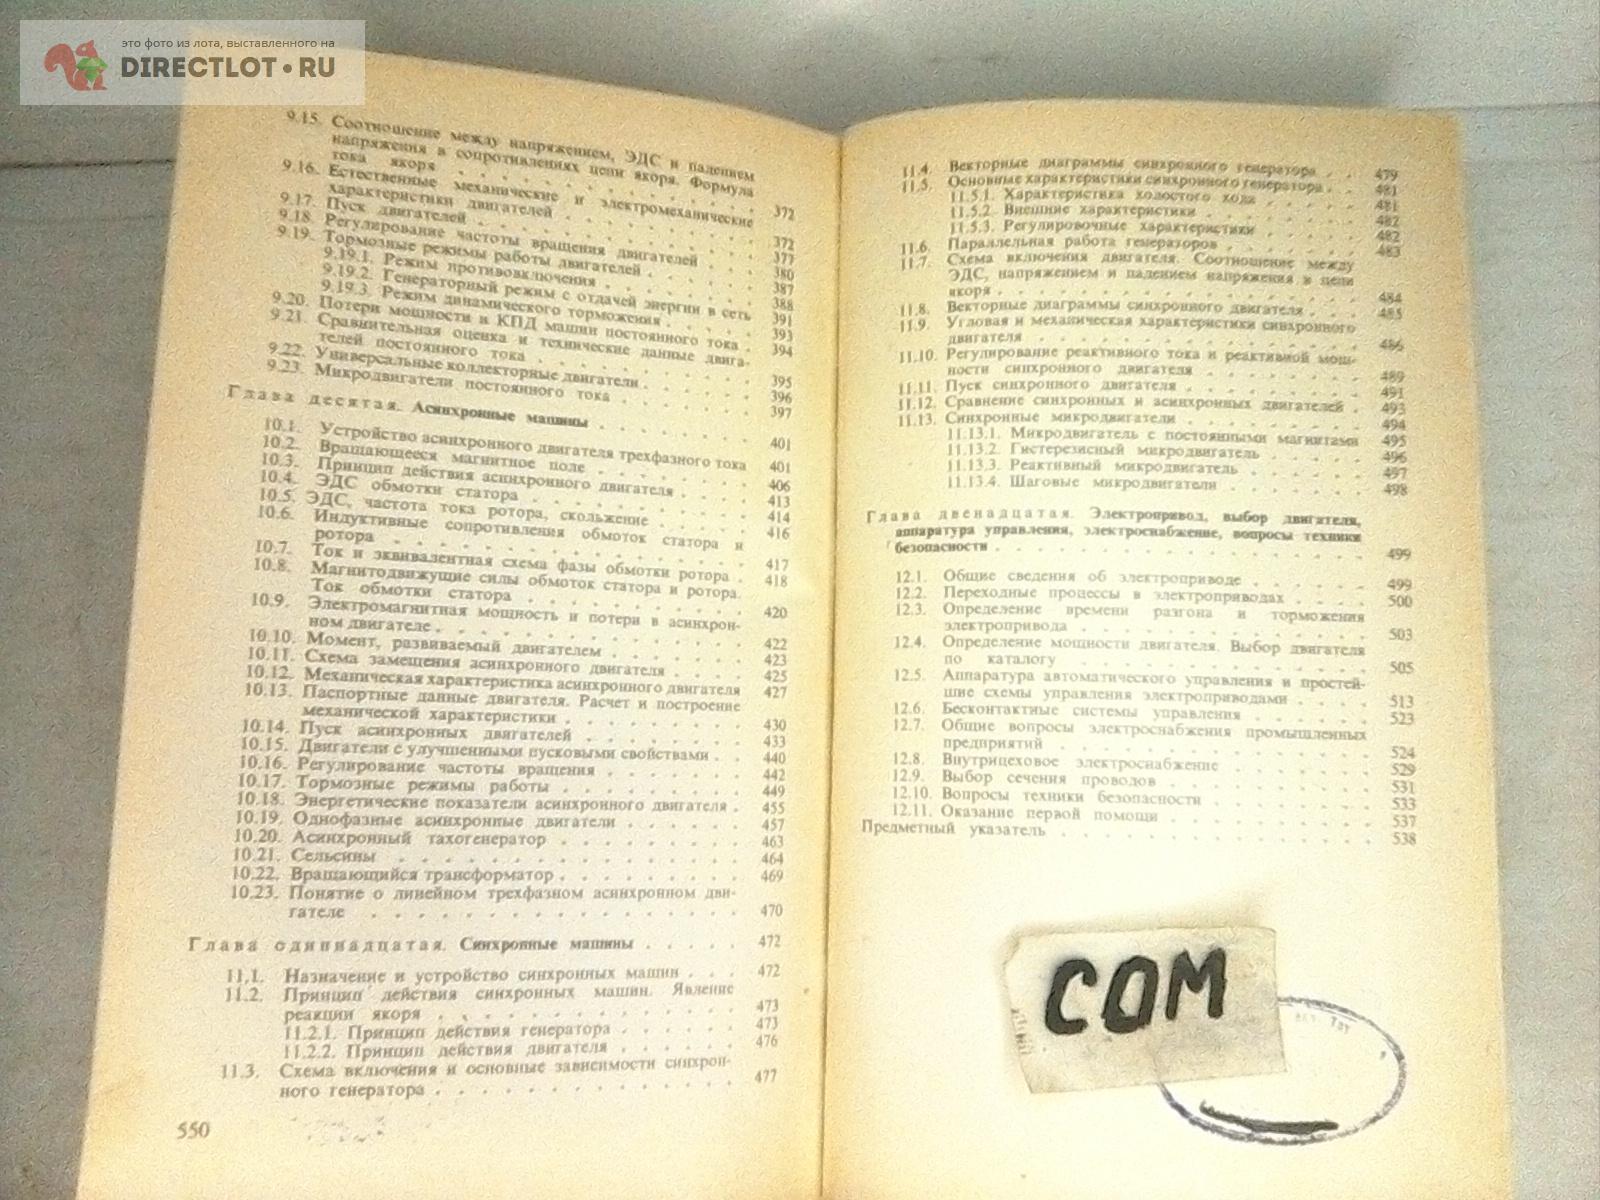 это фото из лота, выставленного на
DIRECTLOT.RU
9.15. Соотношение между напряжением, ЭДС и падением
напряжения в сопротивлениях цепи якоря. Формула
тока якоря . . . . . . . . . . 372
9.16. Естественные механические и электромеханические
характеристики двигателей . . . . . . 372
9.17. Пуск двигателей . . . . . . . . . 377
9.18. Регулирование частоты вращения двигателей . . . 380
9.19. Тормозные режимы работы двигателей . . . . 387
9.19.1. Режим противовключения . . . . . 388
9.19.2. Генераторный режим с отдачей энергии в сеть 391
9.19.3. Режим динамического торможения . . . . 393
9.20. Потери мощности и КПД машин постоянного тока . 394
9.21. Сравнительная оценка и технические данные двига-
телей постоянного тока . . . . . . . 395
9.22. Универсальные коллекторные двигатели . . . . 396
9.23. Микродвигатели постоянного тока . . . . . 397
Глава десятая. Асинхронные машины . . . . . 401
10.1. Устройство асинхронного двигателя трехфазного тока 401
10.2. Вращающееся магнитное поле . . . . . 406
10.3. Принцип действия асинхронного двигателя . . . 413
10.4. ЭДС обмотки статора . . . . . . . 414
10.5. ЭДС, частота тока ротора, скольжение . . . . 416
10.6. Индуктивные сопротивления обмоток статора и
ротора . . . . . . . . . . . 417
10.7. Ток и эквивалентная схема фазы обмотки ротора . 418
10.8. Магнитодвижущие силы обмоток статора и ротора.
Ток обмотки статора . . . . . . . . 420
10.9. Электромагнитная мощность и потери в асинхрон-
ном двигателе . . . . . . . . . . 422
10.10. Момент, развиваемый двигателем . . . . . 423
10.11. Схема замещения асинхронного двигателя . . . 425
10.12. Механическая характеристика асинхронного двигателя 427
10.13. Паспортные данные двигателя. Расчет и построение
механической характеристики . . . . . . 430
10.14. Пуск асинхронных двигателей . . . . . . 433
10.15. Двигатели с улучшенными пусковыми свойствами . 440
10.16. Регулирование частоты вращения . . . . . 442
10.17. Тормозные режимы работы . . . . . . 449
10.18. Энергетические показатели асинхронного двигателя . 455
10.19. Однофазные асинхронные двигатели . . . . . 457
10.20. Асинхронный тахогенератор . . . . . . 463
10.21. Сельсины . . . . . . . . . . 464
10.22. Вращающийся трансформатор . . . . . . 469
10.23. Понятие о линейном трехфазном асинхронном дви-
гателе . . . . . . . . . . . 470
Глава одиннадцатая. Синхронные машины . . . . . 472
11.1. Назначение и устройство синхронных машин . . . 472
11.2. Принцип действия синхронных машин. Явление
реакции якоря . . . . . . . . . 473
11.2.1. Принцип действия генератора . . . . . 473
11.2.2. Принцип действия двигателя . . . . . 476
11.3. Схема включения и основные зависимости синхрон-
ного генератора . . . . . . . . . 477
550
11.4. Векторные диаграммы синхронного генератора . . 479
11.5. Основные характеристики синхронного генератора . . 481
11.5.1. Характеристика холостого хода . . . . 481
11.5.2. Внешние характеристики . . . . . . 482
11.5.3. Регулировочные характеристики . . . . 482
11.6. Параллельная работа генераторов . . . . . 483
11.7. Схема включения двигателя. Соотношение между
ЭДС, напряжением и падением напряжения в цепи
якоря . . . . . . . . . . . 484
11.8. Векторные диаграммы синхронного двигателя . . . 485
11.9. Угловая и механическая характеристики синхронного
двигателя . . . . . . . . . . 486
11.10. Регулирование реактивного тока и реактивной мощ-
ности синхронного двигателя . . . . . . 489
11.11. Пуск синхронного двигателя . . . . . . 491
11.12. Сравнение синхронных и асинхронных двигателей . 493
11.13. Синхронные микродвигатели . . . . . . 494
11.13.1. Микродвигатель с постоянными магнитами 495
11.13.2. Гистерезисный микродвигатель . . . . 496
11.13.3. Реактивный микродвигатель . . . . 497
11.13.4. Шаговые микродвигатели . . . . . 498
Глава двенадцатая. Электропривод, выбор двигателя,
аппаратура управления, электроснабжение, вопросы техники
безопасности . . . . . . . . . . . 499
12.1. Общие сведения об электроприводе . . . . . 499
12.2. Переходные процессы в электроприводах . . . . 500
12.3. Определение времени разгона и торможения
электропривода . . . . . . . . . 503
12.4. Определение мощности двигателя. Выбор двигателя
по каталогу . . . . . . . . . . 505
12.5. Аппаратура автоматического управления и простей-
шие схемы управления электроприводами . . . . 513
12.6. Бесконтактные системы управления . . . . . 523
12.7. Общие вопросы электроснабжения промышленных
предприятий . . . . . . . . . . 524
12.8. Внутрицеховое электроснабжение . . . . . 529
12.9. Выбор сечения проводов . . . . . . . 531
12.10. Вопросы техники безопасности . . . . . . 533
12.11. Оказание первой помощи . . . . . . . 537
Предметный указатель . . . . . . . . . . 538
СОМ